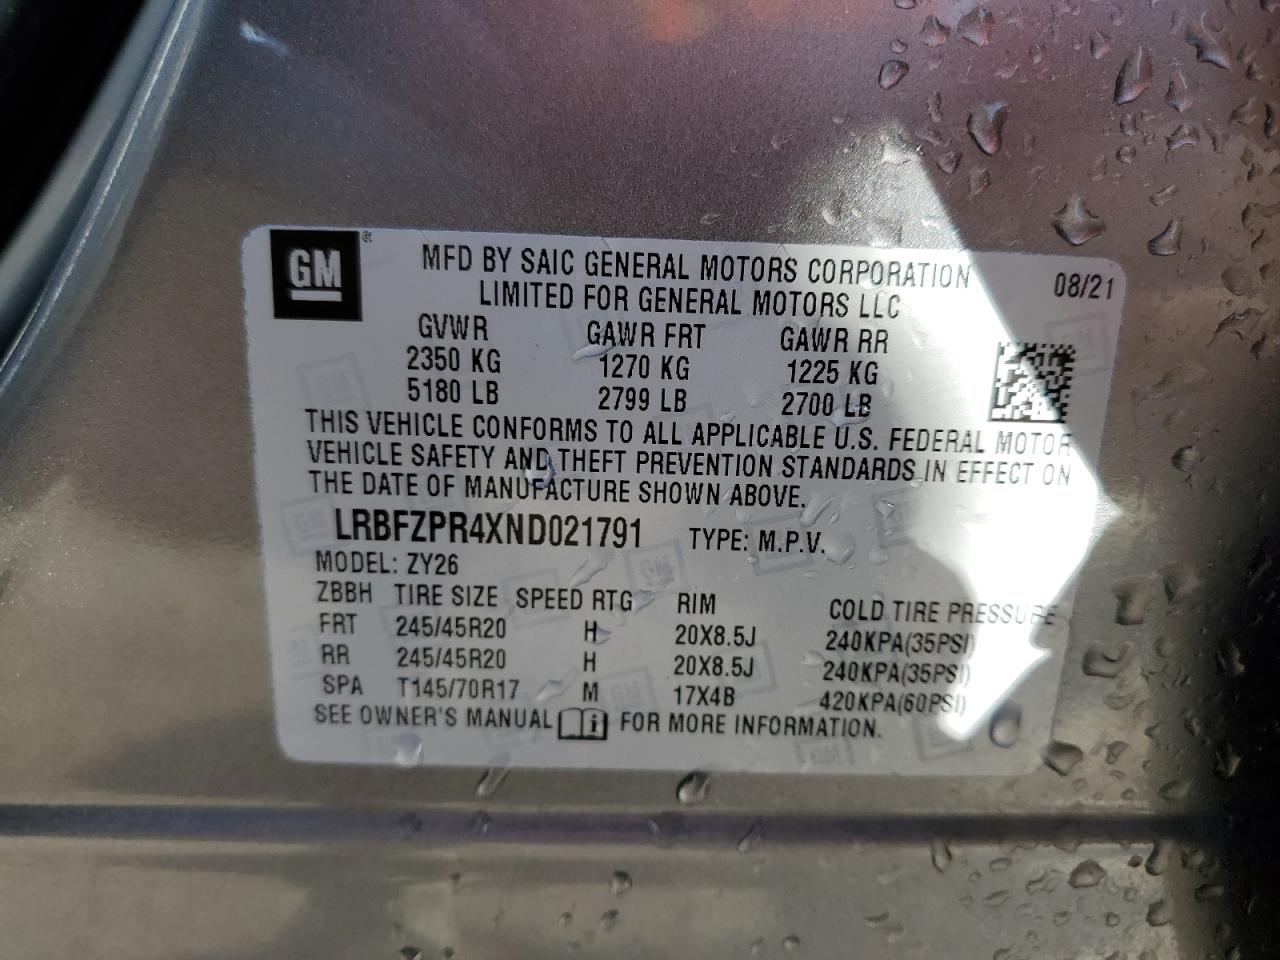 GM
MFD BY SAIC GENERAL MOTORS CORPORATION 08/21
LIMITED FOR GENERAL MOTORS LLC
GVWR GAWR FRT GAWR RR
2350 KG 1270 KG 1225 KG
5180 LB 2799 LB 2700 LB
THIS VEHICLE CONFORMS TO ALL APPLICABLE U.S. FEDERAL MOTOR
VEHICLE SAFETY AND THEFT PREVENTION STANDARDS IN EFFECT ON
THE DATE OF MANUFACTURE SHOWN ABOVE.
LRBFZPR4XND021791 TYPE: M.P.V.
MODEL: ZY26
ZBBH TIRE SIZE SPEED RTG RIM COLD TIRE PRESSURE
FRT 245/45R20 H 20X8.5J 240KPA(35PSI)
RR 245/45R20 H 20X8.5J 240KPA(35PSI)
SPA T145/70R17 M 17X4B 420KPA(60PSI)
SEE OWNER'S MANUAL i FOR MORE INFORMATION.